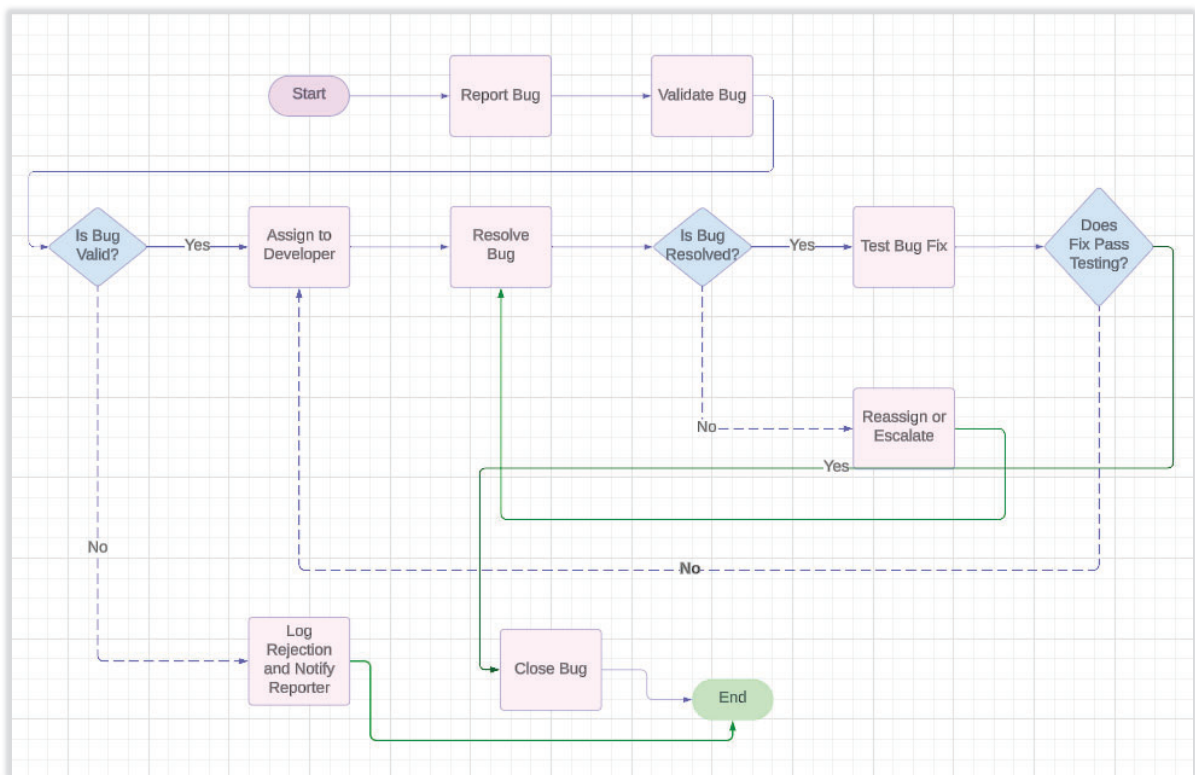 Start
Report Bug
Validate Bug
Is Bug
Valid?
Yes
Assign to
Developer
Resolve
Bug
Is Bug
Resolved?
Yes
Test Bug Fix
Does
Fix Pass
Testing?
No
Reassign or
Escalate
Yes
No
No
Log
Rejection
and Notify
Reporter
Close Bug
End